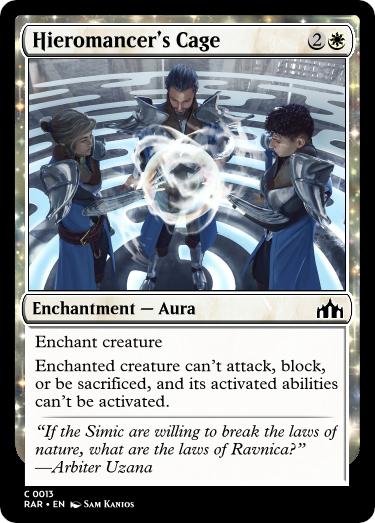 Hieromancer's Cage 2
Enchantment — Aura
Enchant creature
Enchanted creature can't attack, block,
or be sacrificed, and its activated abilities
can't be activated.
"If the Simic are willing to break the laws of
nature, what are the laws of Ravnica?"
—Arbiter Uzana
C 0013
RAR • EN Sam Kanios